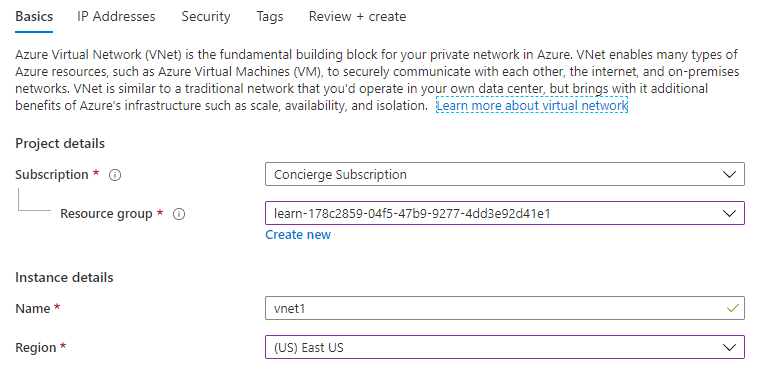 Basics IP Addresses Security Tags Review + create
Azure Virtual Network (VNet) is the fundamental building block for your private network in Azure. VNet enables many types of
Azure resources, such as Azure Virtual Machines (VM), to securely communicate with each other, the internet, and on-premises
networks. VNet is similar to a traditional network that you'd operate in your own data center, but brings with it additional
benefits of Azure's infrastructure such as scale, availability, and isolation. Learn more about virtual network
Project details
Subscription * Concierge Subscription
Resource group * learn-178c2859-04f5-47b9-9277-4dd3e92d41e1
Create new
Instance details
Name * vnet1
Region * (US) East US